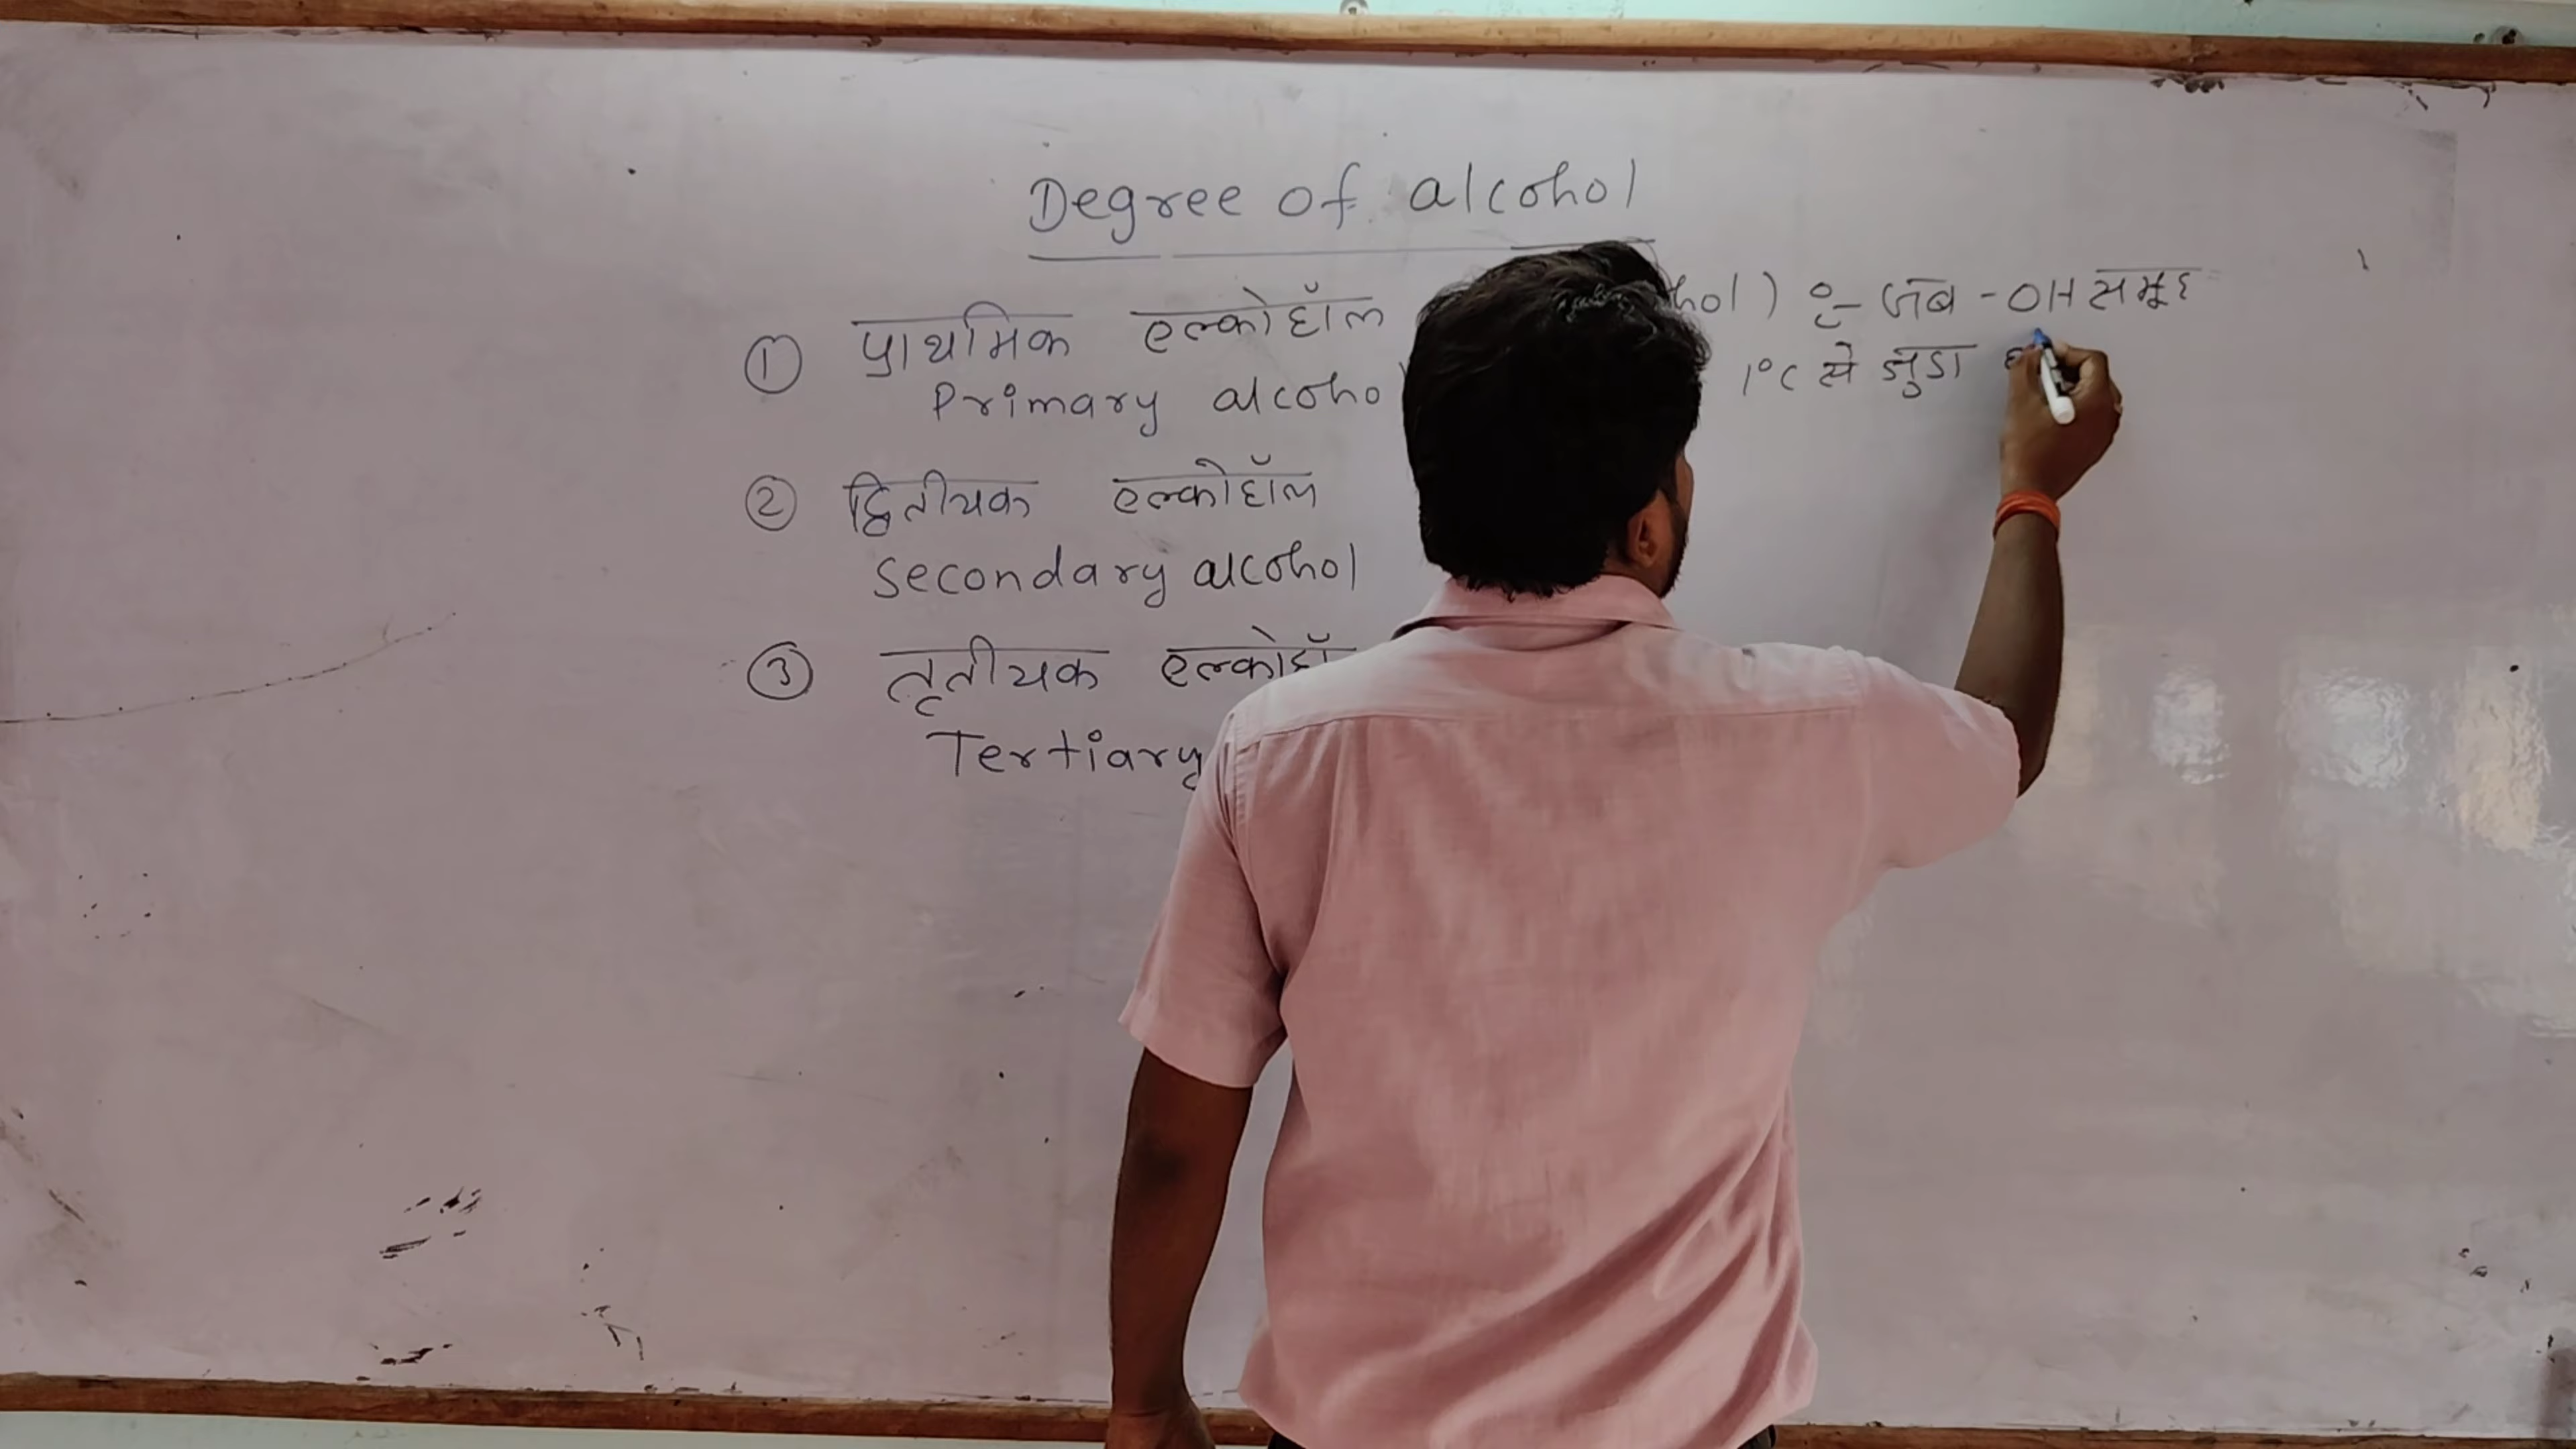 Degree of alcohol
① प्राथमिक एल्कोहॉल hol) :- जब -OH समूह
Primary alcoho 1°C से जुडा
② द्वितीयक एल्कोहॉल
Secondary alcohol
③ तृतीयक एल्कोहॉ
Tertiary